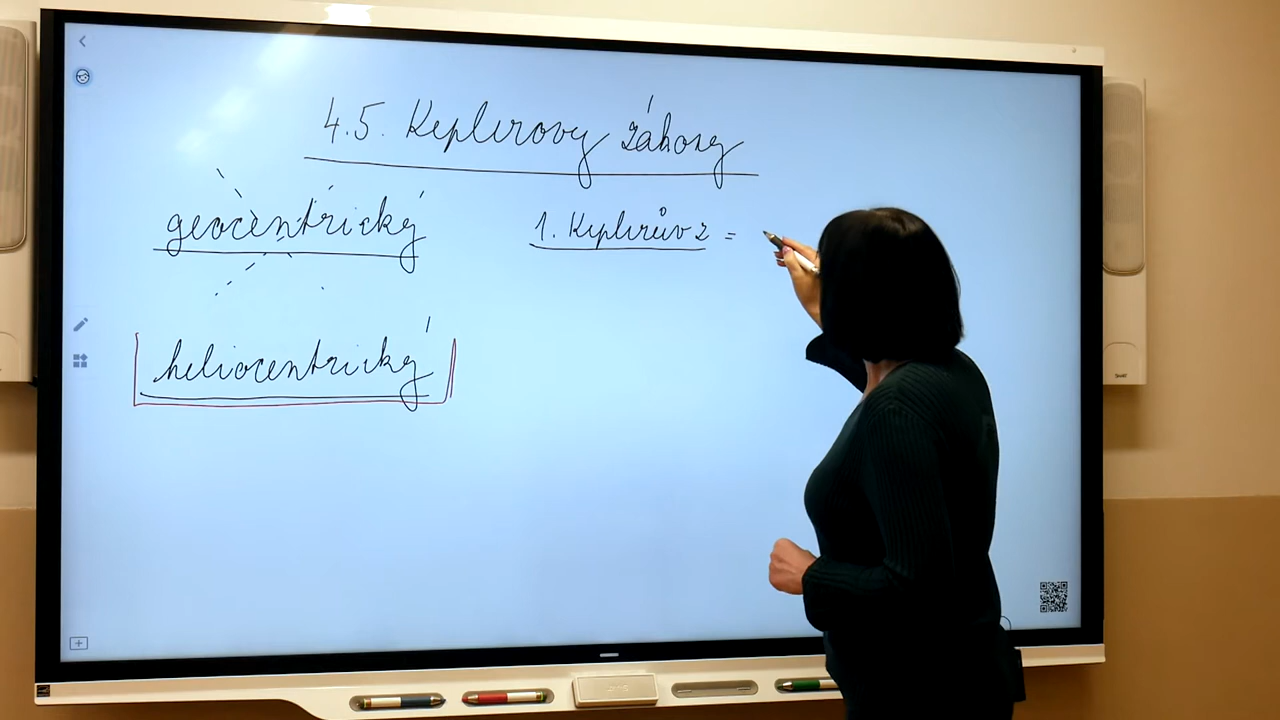 4.5. Keplerovy zákony
geocentrický
1. Keplerův z =
heliocentrický